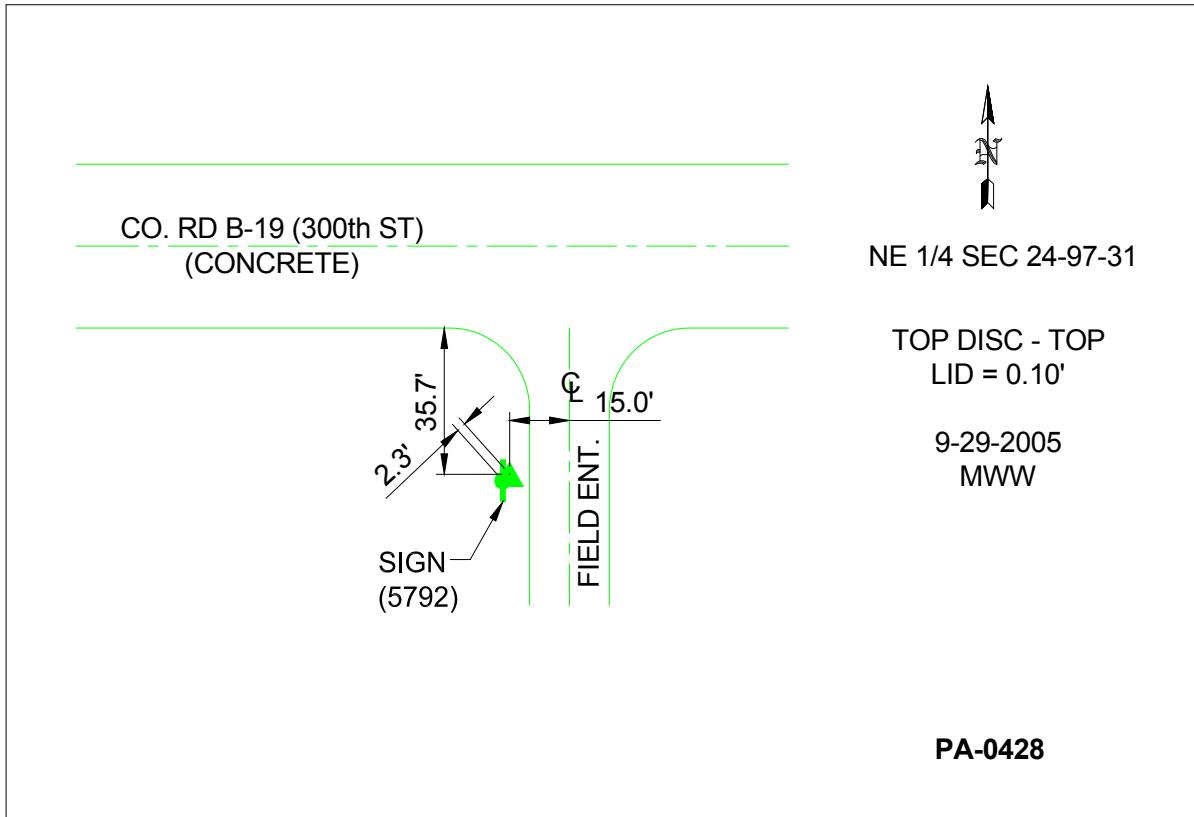 CO. RD B-19 (300th ST)
(CONCRETE)
N
NE 1/4 SEC 24-97-31
TOP DISC - TOP
LID = 0.10'
9-29-2005
MWW
35.7'
℄
15.0'
2.3'
FIELD ENT.
SIGN
(5792)
PA-0428